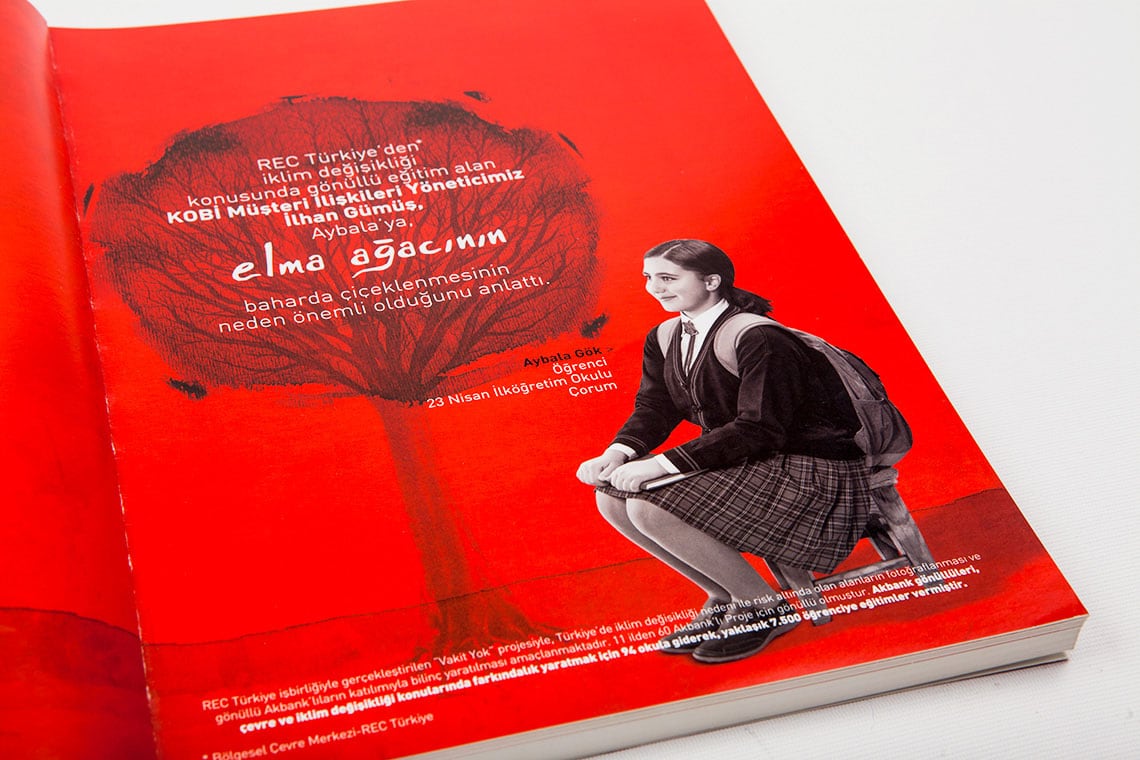 REC Türkiye'den*
iklim değişikliği
konusunda gönüllü eğitim alan
KOBİ Müşteri İlişkileri Yöneticimiz
İlhan Gümüş,
Aybala'ya,
elma ağacının
baharda çiçeklenmesinin
neden önemli olduğunu anlattı.
Aybala Gök >
Öğrenci
23 Nisan İlköğretim Okulu
Çorum
REC Türkiye işbirliğiyle gerçekleştirilen "Vakit Yok" projesiyle, Türkiye'de iklim değişikliği nedeni ile risk altında olan alanların fotoğraflanması ve
gönüllü Akbank'lıların katılımıyla bilinç yaratılması amaçlanmaktadır. 11 ilden 60 Akbank'lı Proje için gönüllü olmuştur. Akbank gönüllüleri,
çevre ve iklim değişikliği konularında farkındalık yaratmak için 94 okula giderek, yaklaşık 7.500 öğrenciye eğitimler vermiştir.
* Bölgesel Çevre Merkezi-REC Türkiye